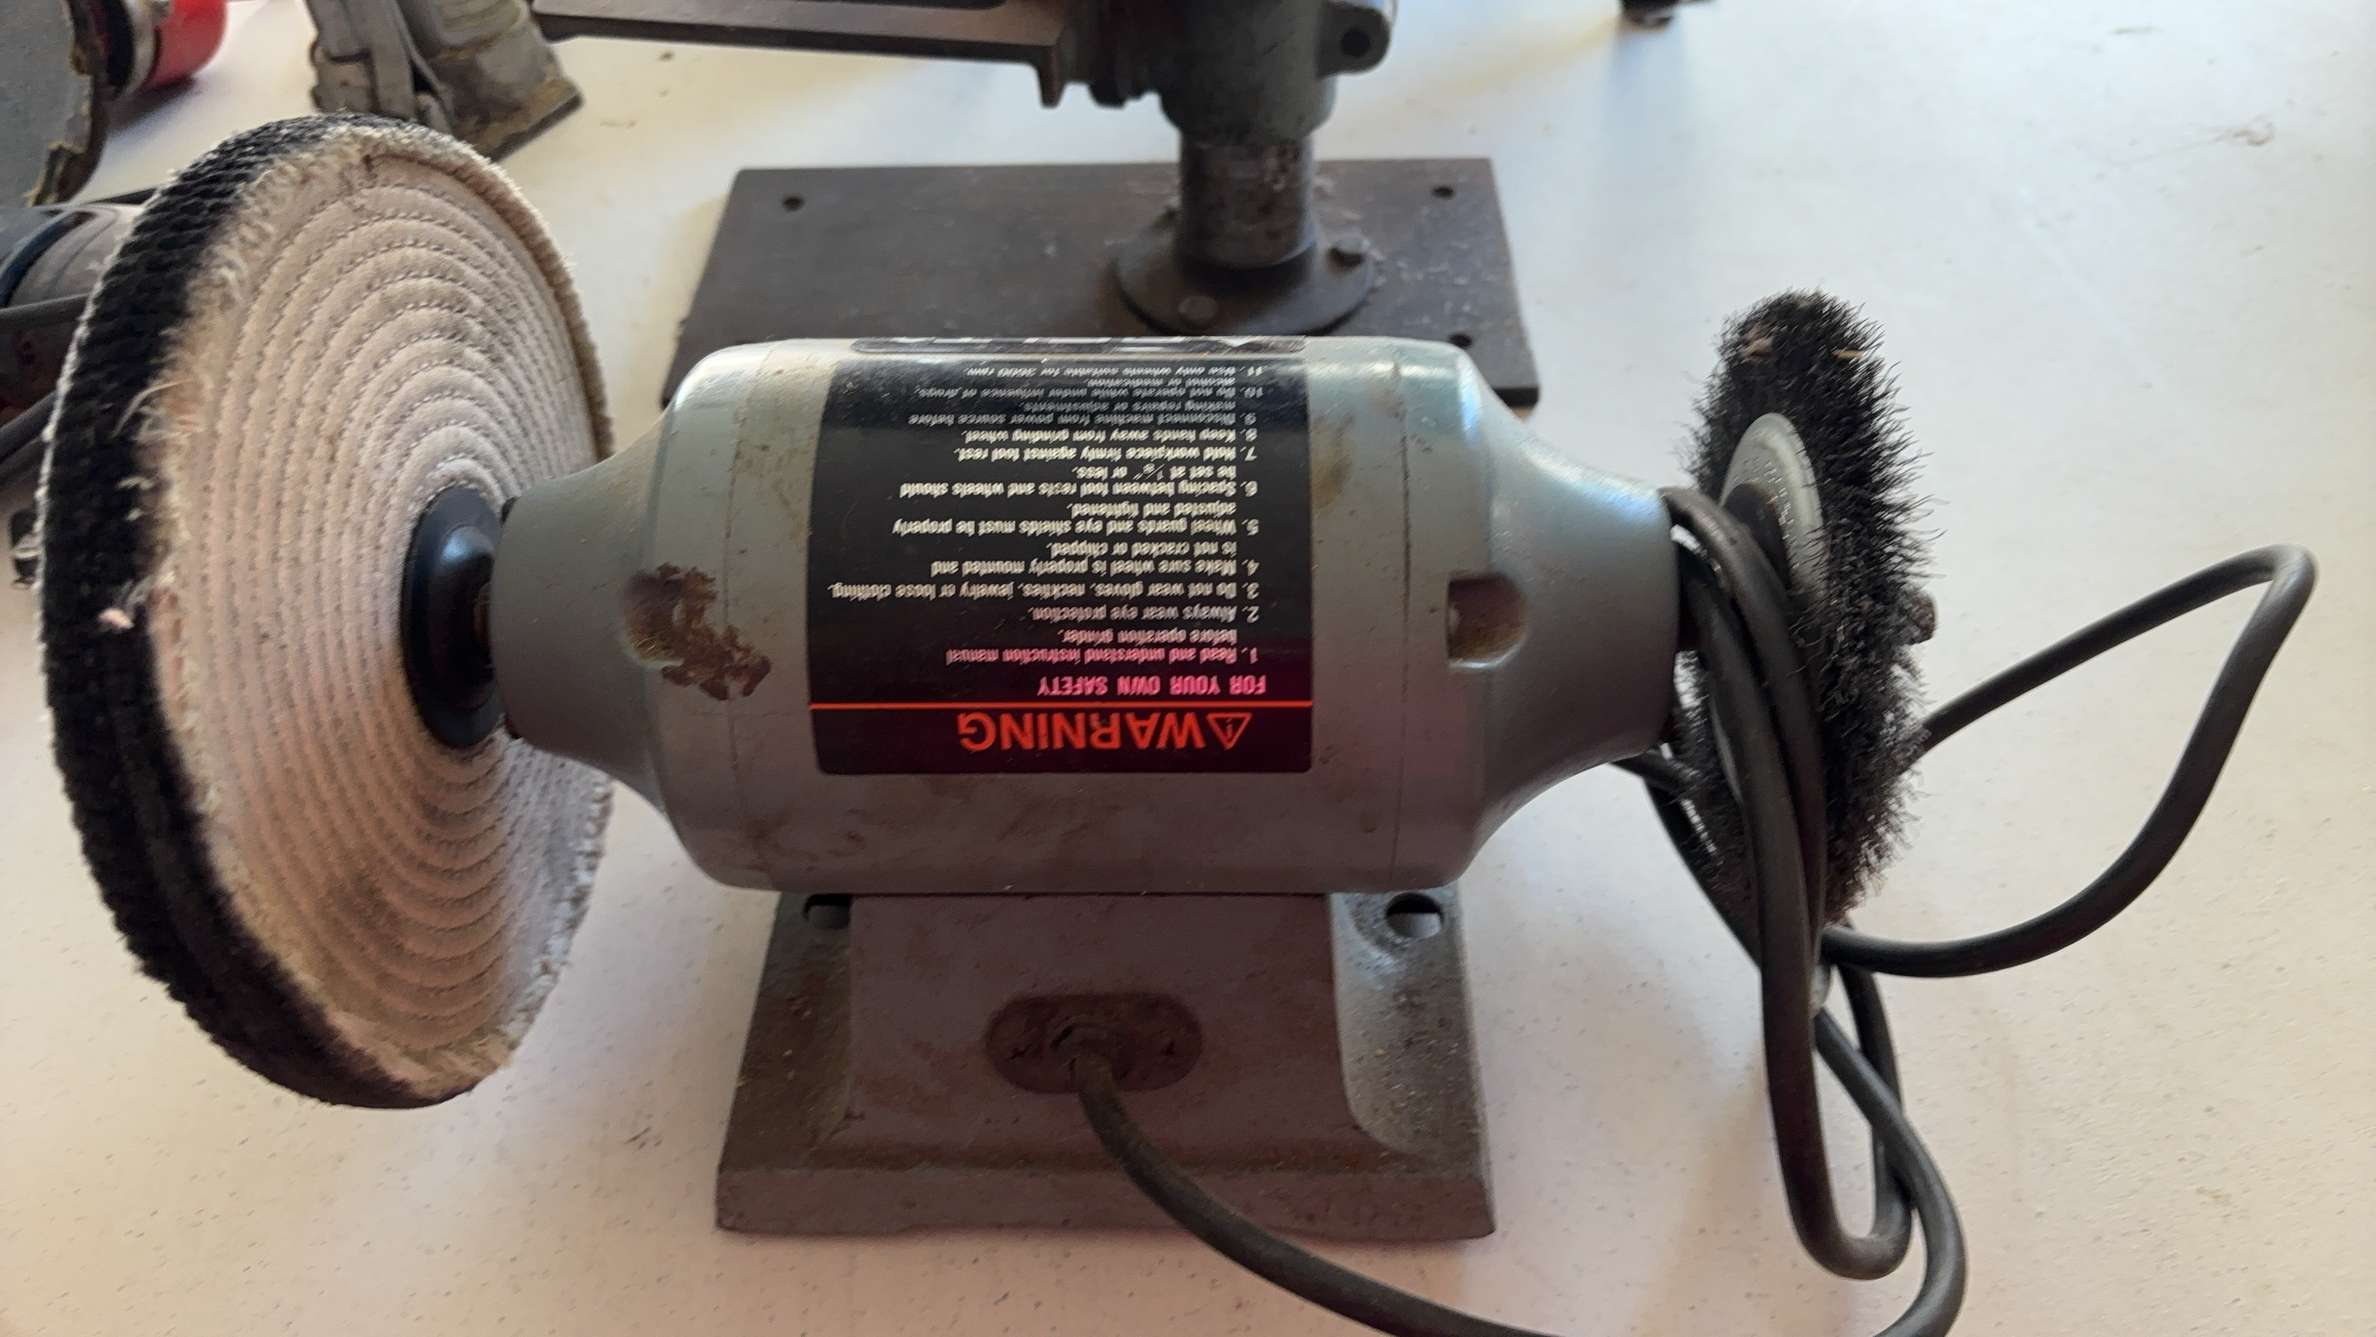 ⚠WARNING
FOR YOUR OWN SAFETY
1. Read and understand instruction manual
before operation grinder.
2. Always wear eye protection.
3. Do not wear gloves, neckties, jewelry or loose clothing.
4. Make sure wheel is properly mounted and
is not cracked or chipped.
5. Wheel guards and eye shields must be properly
adjusted and tightened.
6. Spacing between tool rests and wheels should
Be set at 1/16" or less.
7. Hold workpiece firmly against tool rest.
8. Keep hands away from grinding wheel.
9. Disconnect machine from power source before
making repairs or adjustments.
10. Do not operate while under influence of drugs,
alcohol or medication.
11. Use only wheels suitable for 3600 rpm.